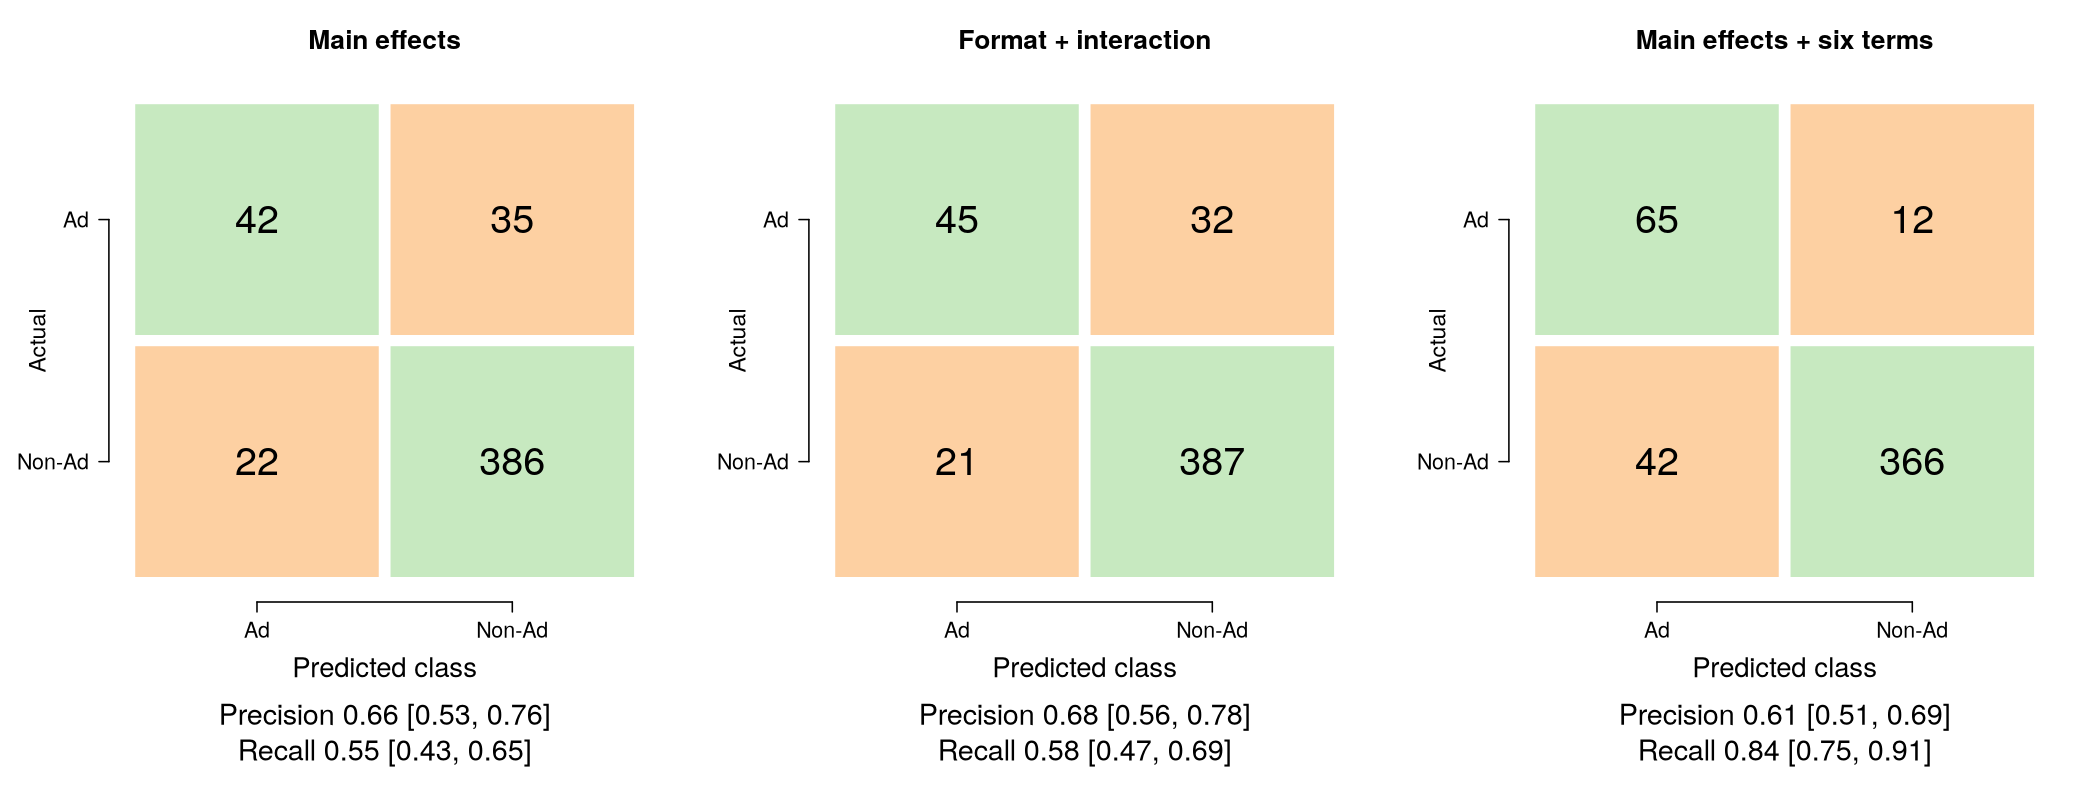 Main effects
Ad
42
35
Actual
Non-Ad
22
386
Ad
Non-Ad
Predicted class
Precision 0.66 [0.53, 0.76]
Recall 0.55 [0.43, 0.65]
Format + interaction
Ad
45
32
Actual
Non-Ad
21
387
Ad
Non-Ad
Predicted class
Precision 0.68 [0.56, 0.78]
Recall 0.58 [0.47, 0.69]
Main effects + six terms
Ad
65
12
Actual
Non-Ad
42
366
Ad
Non-Ad
Predicted class
Precision 0.61 [0.51, 0.69]
Recall 0.84 [0.75, 0.91]